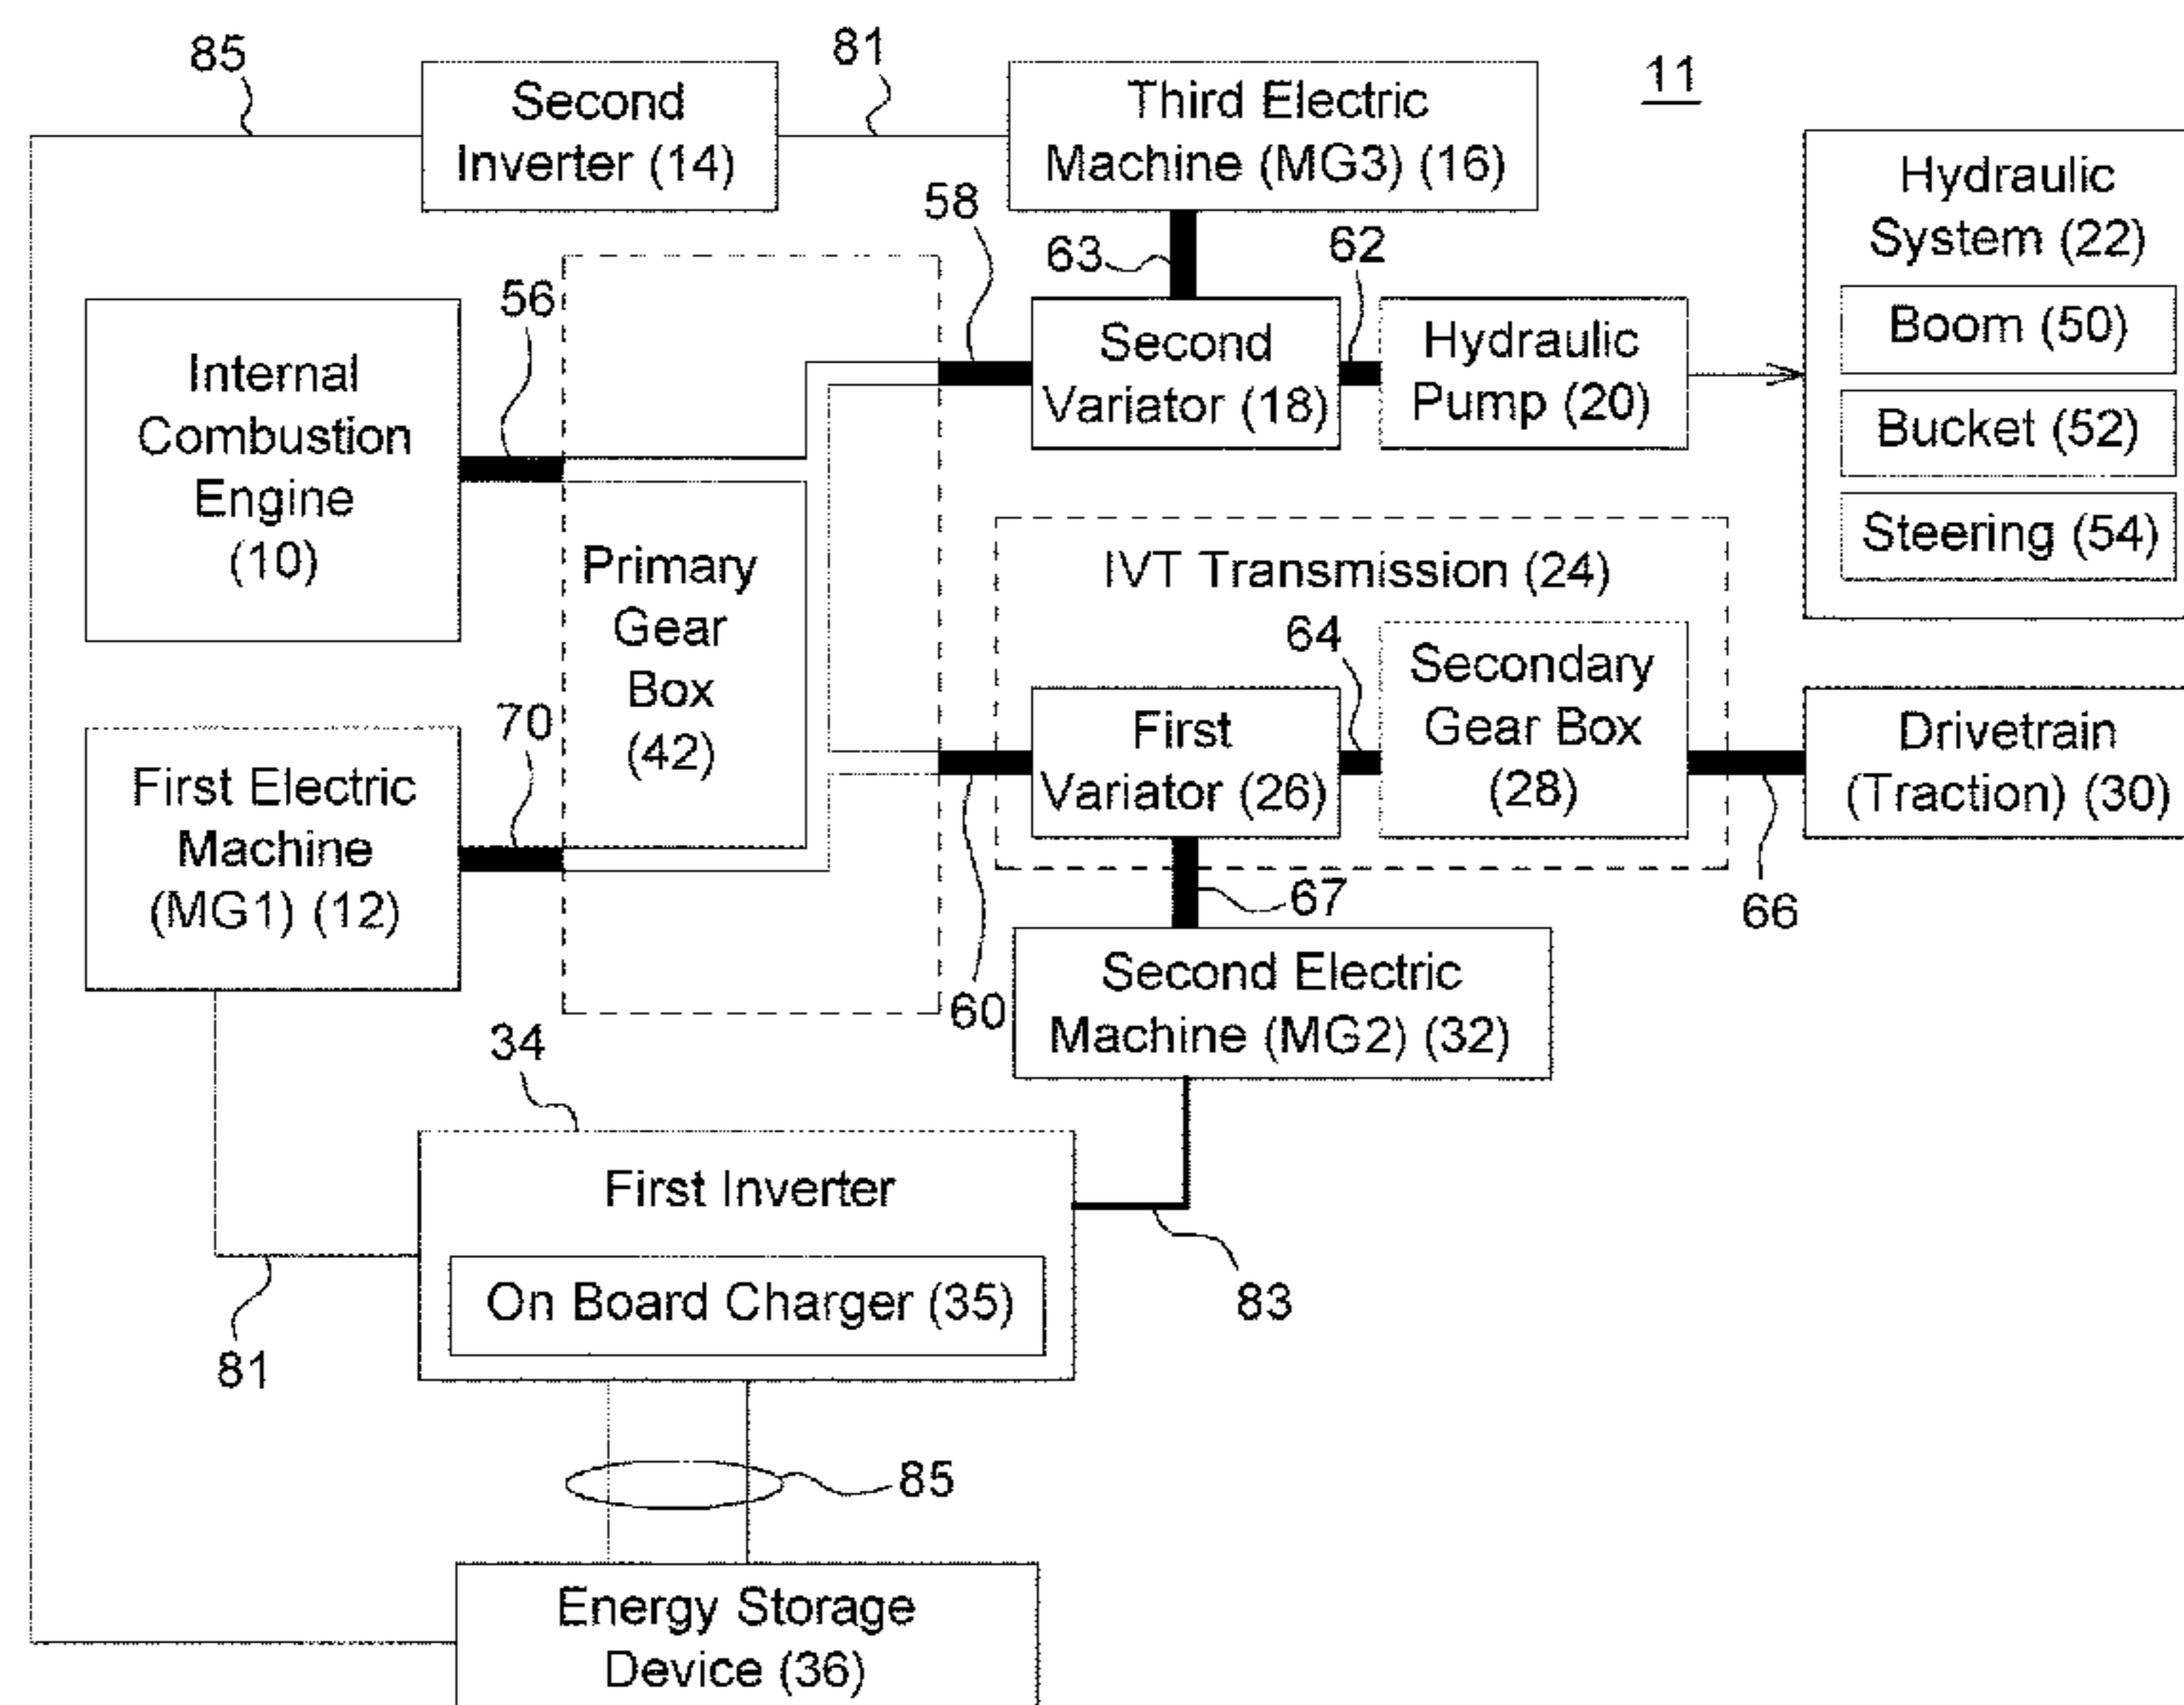 85
Second
Inverter (14)
81
Third Electric
Machine (MG3) (16)
11
Hydraulic
System (22)
Boom (50)
Bucket (52)
Steering (54)
58
63
62
56
Internal
Combustion
Engine
(10)
Second
Variator (18)
Hydraulic
Pump (20)
Primary
Gear
Box
(42)
IVT Transmission (24)
64
Secondary
Gear Box
(28)
First
Variator (26)
Drivetrain
(Traction) (30)
70
First Electric
Machine
(MG1) (12)
67
66
60
Second Electric
Machine (MG2) (32)
34
First Inverter
On Board Charger (35)
83
81
85
Energy Storage
Device (36)